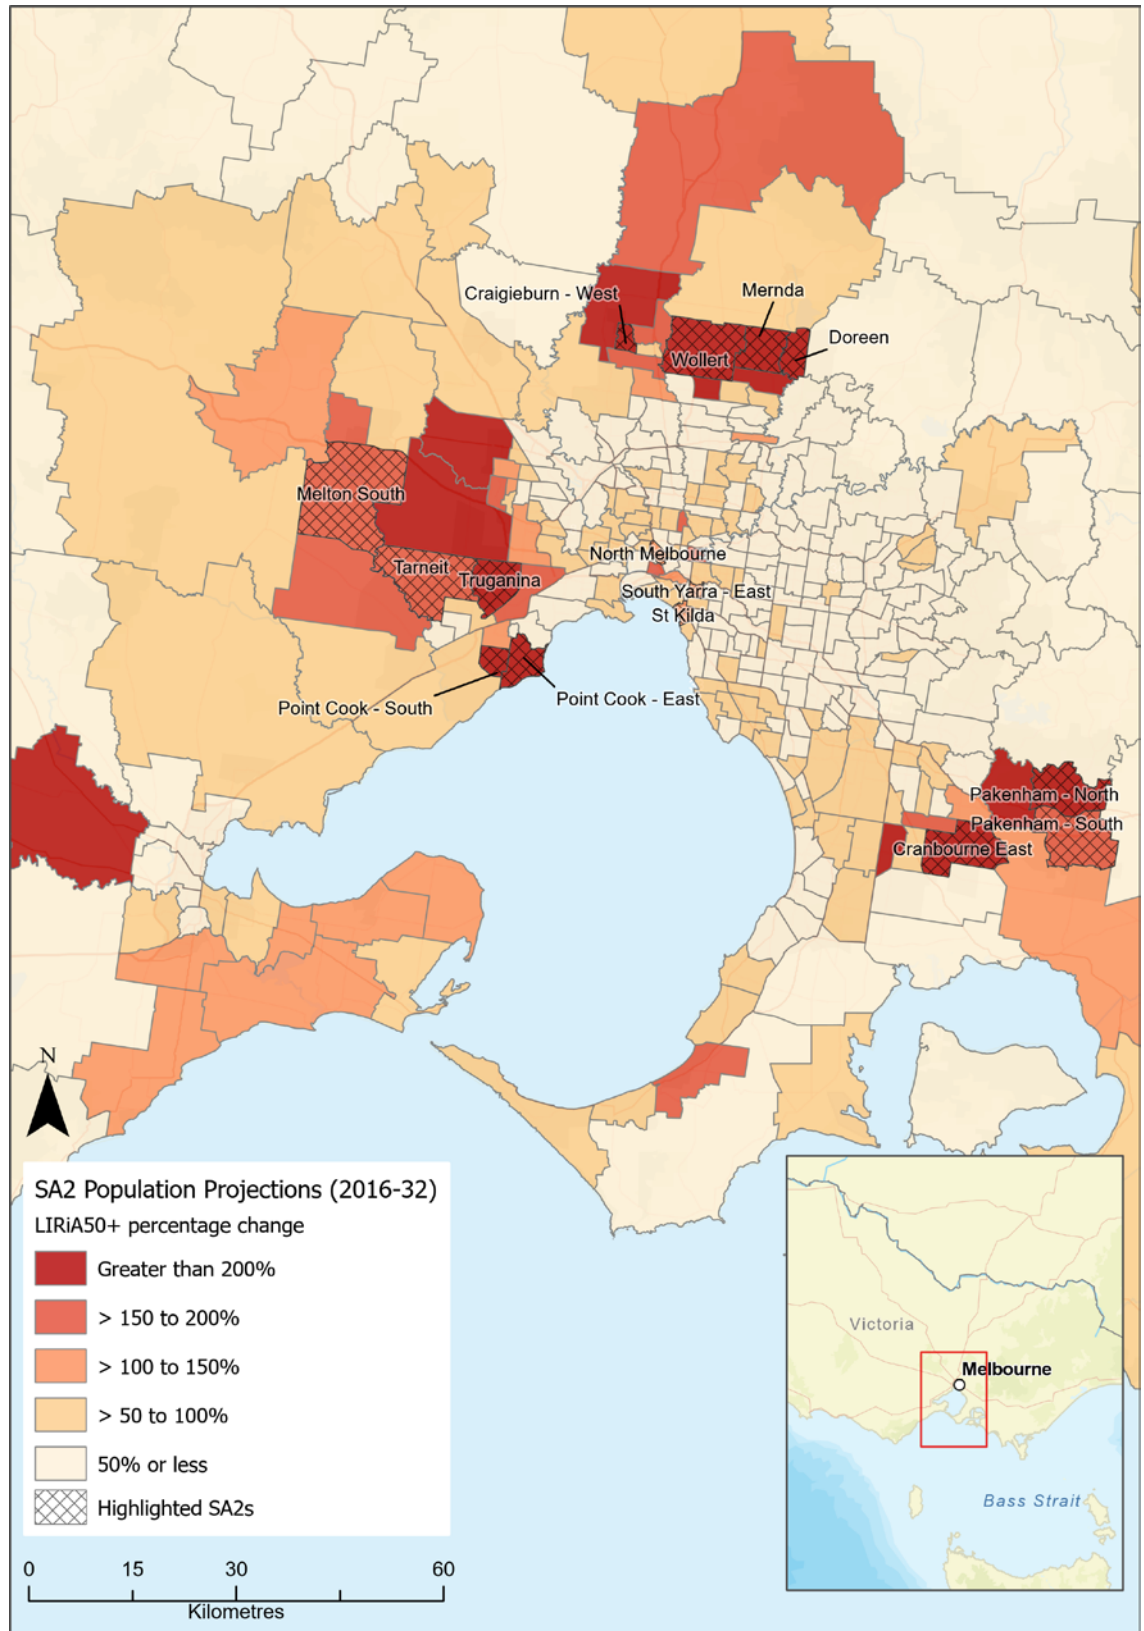 Craigieburn - West
Mernda
Doreen
Wollert
Melton South
North Melbourne
Tarneit
Truganina
South Yarra - East
St Kilda
Point Cook - South
Point Cook - East
Pakenham - North
Pakenham - South
Cranbourne East
N
SA2 Population Projections (2016-32)
LIRiA50+ percentage change
Greater than 200%
> 150 to 200%
> 100 to 150%
> 50 to 100%
50% or less
Highlighted SA2s
0 15 30 60
Kilometres
Victoria
Melbourne
Bass Strait